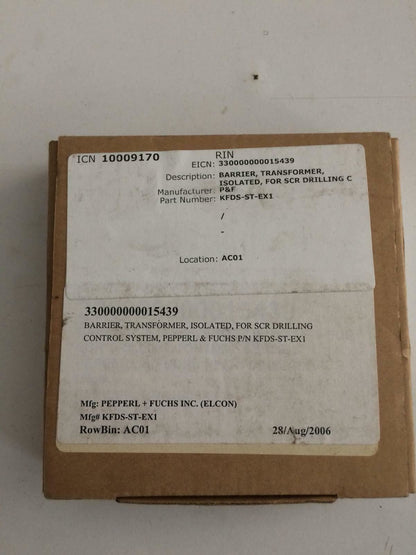 ICN 10009170 RIN
EICN: 330000000015439
Description: BARRIER, TRANSFORMER,
ISOLATED, FOR SCR DRILLING C
Manufacturer: P&F
Part Number: KFDS-ST-EX1
/
-
Location: AC01
330000000015439
BARRIER, TRANSFORMER, ISOLATED, FOR SCR DRILLING
CONTROL SYSTEM, PEPPERL & FUCHS P/N KFDS-ST-EX1
Mfg: PEPPERL + FUCHS INC. (ELCON)
Mfg# KFDS-ST-EX1
RowBin: AC01 28/Aug/2006